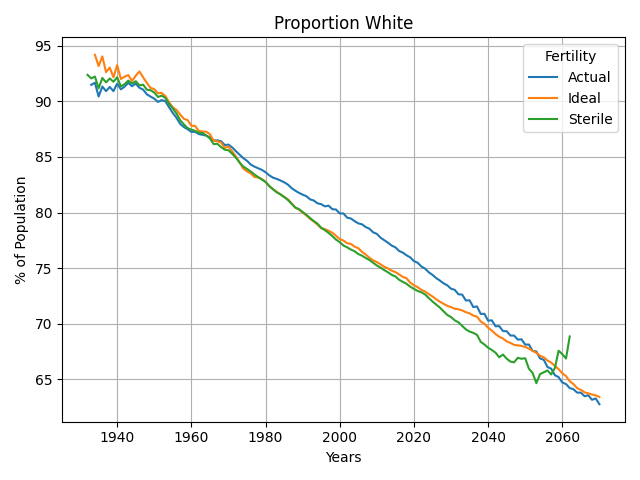 Proportion White
% of Population
95
90
85
80
75
70
65
Fertility
Actual
Ideal
Sterile
1940
1960
1980
2000
2020
2040
2060
Years